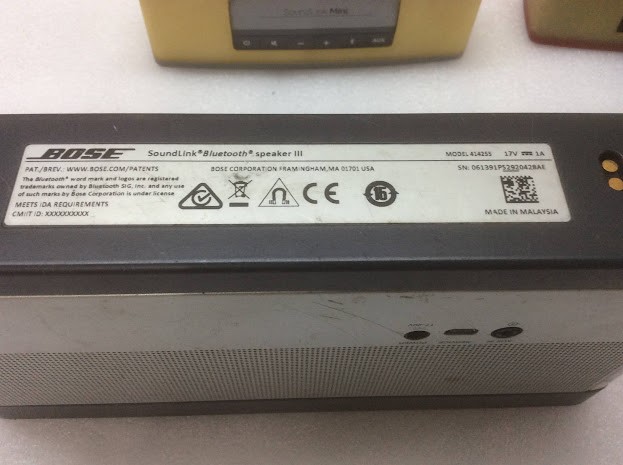 SoundLink Mini
AUX
BOSE SoundLink® Bluetooth® speaker III MODEL 414255 17V 1A
PAT./BREV.: WWW.BOSE.COM/PATENTS BOSE CORPORATION FRAMINGHAM, MA 01701 USA SN: 061391P52920428AE
The Bluetooth® word mark and logos are registered
trademarks owned by Bluetooth SIG, Inc. and any use
of such marks by Bose Corporation is under license
MEETS IDA REQUIREMENTS
CMIIT ID: XXXXXXXXXX
CE 15
MADE IN MALAYSIA